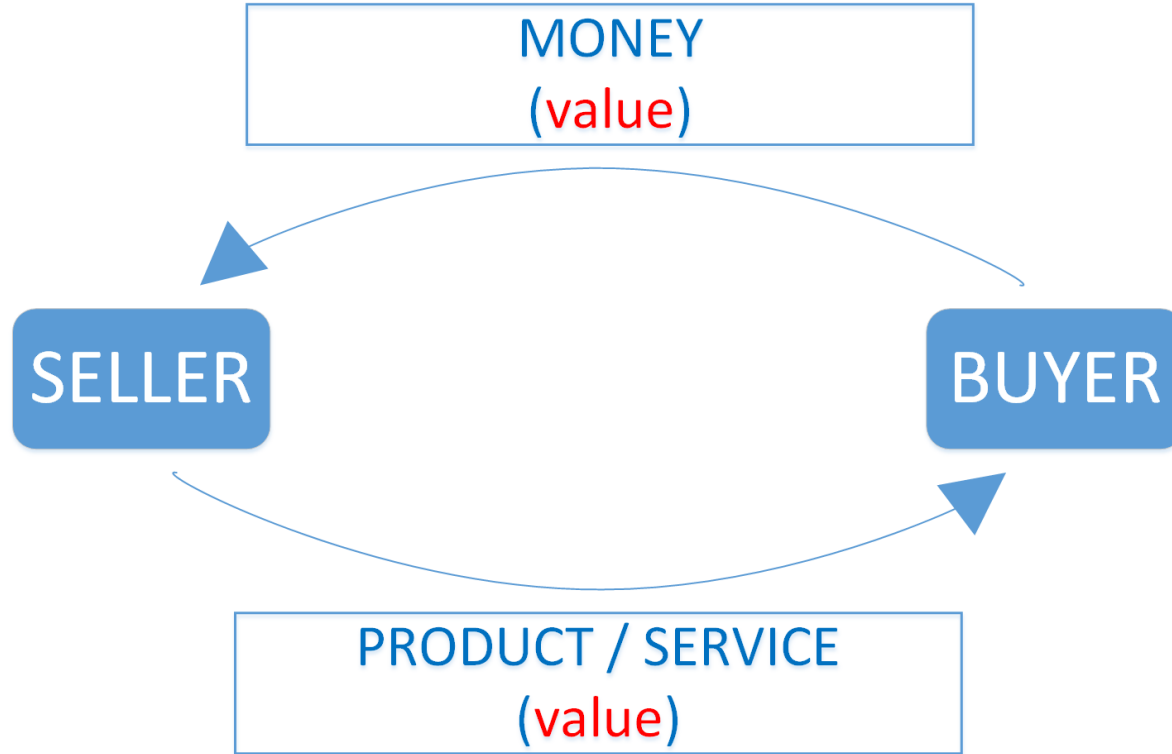 MONEY
(value)
SELLER
BUYER
PRODUCT / SERVICE
(value)